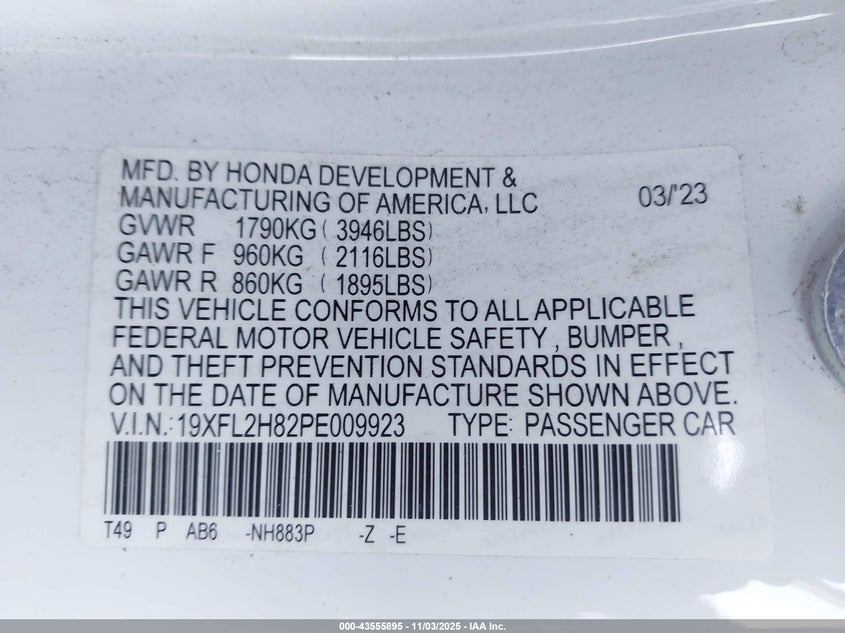 MFD. BY HONDA DEVELOPMENT &
MANUFACTURING OF AMERICA, LLC 03/'23
GVWR 1790KG ( 3946LBS)
GAWR F 960KG ( 2116LBS)
GAWR R 860KG ( 1895LBS)
THIS VEHICLE CONFORMS TO ALL APPLICABLE
FEDERAL MOTOR VEHICLE SAFETY , BUMPER ,
AND THEFT PREVENTION STANDARDS IN EFFECT
ON THE DATE OF MANUFACTURE SHOWN ABOVE.
V.I.N.: 19XFL2H82PE009923 TYPE: PASSENGER CAR
T49 P AB6 -NH883P -Z -E
000-43555895 - 11/03/2025 - IAA Inc.